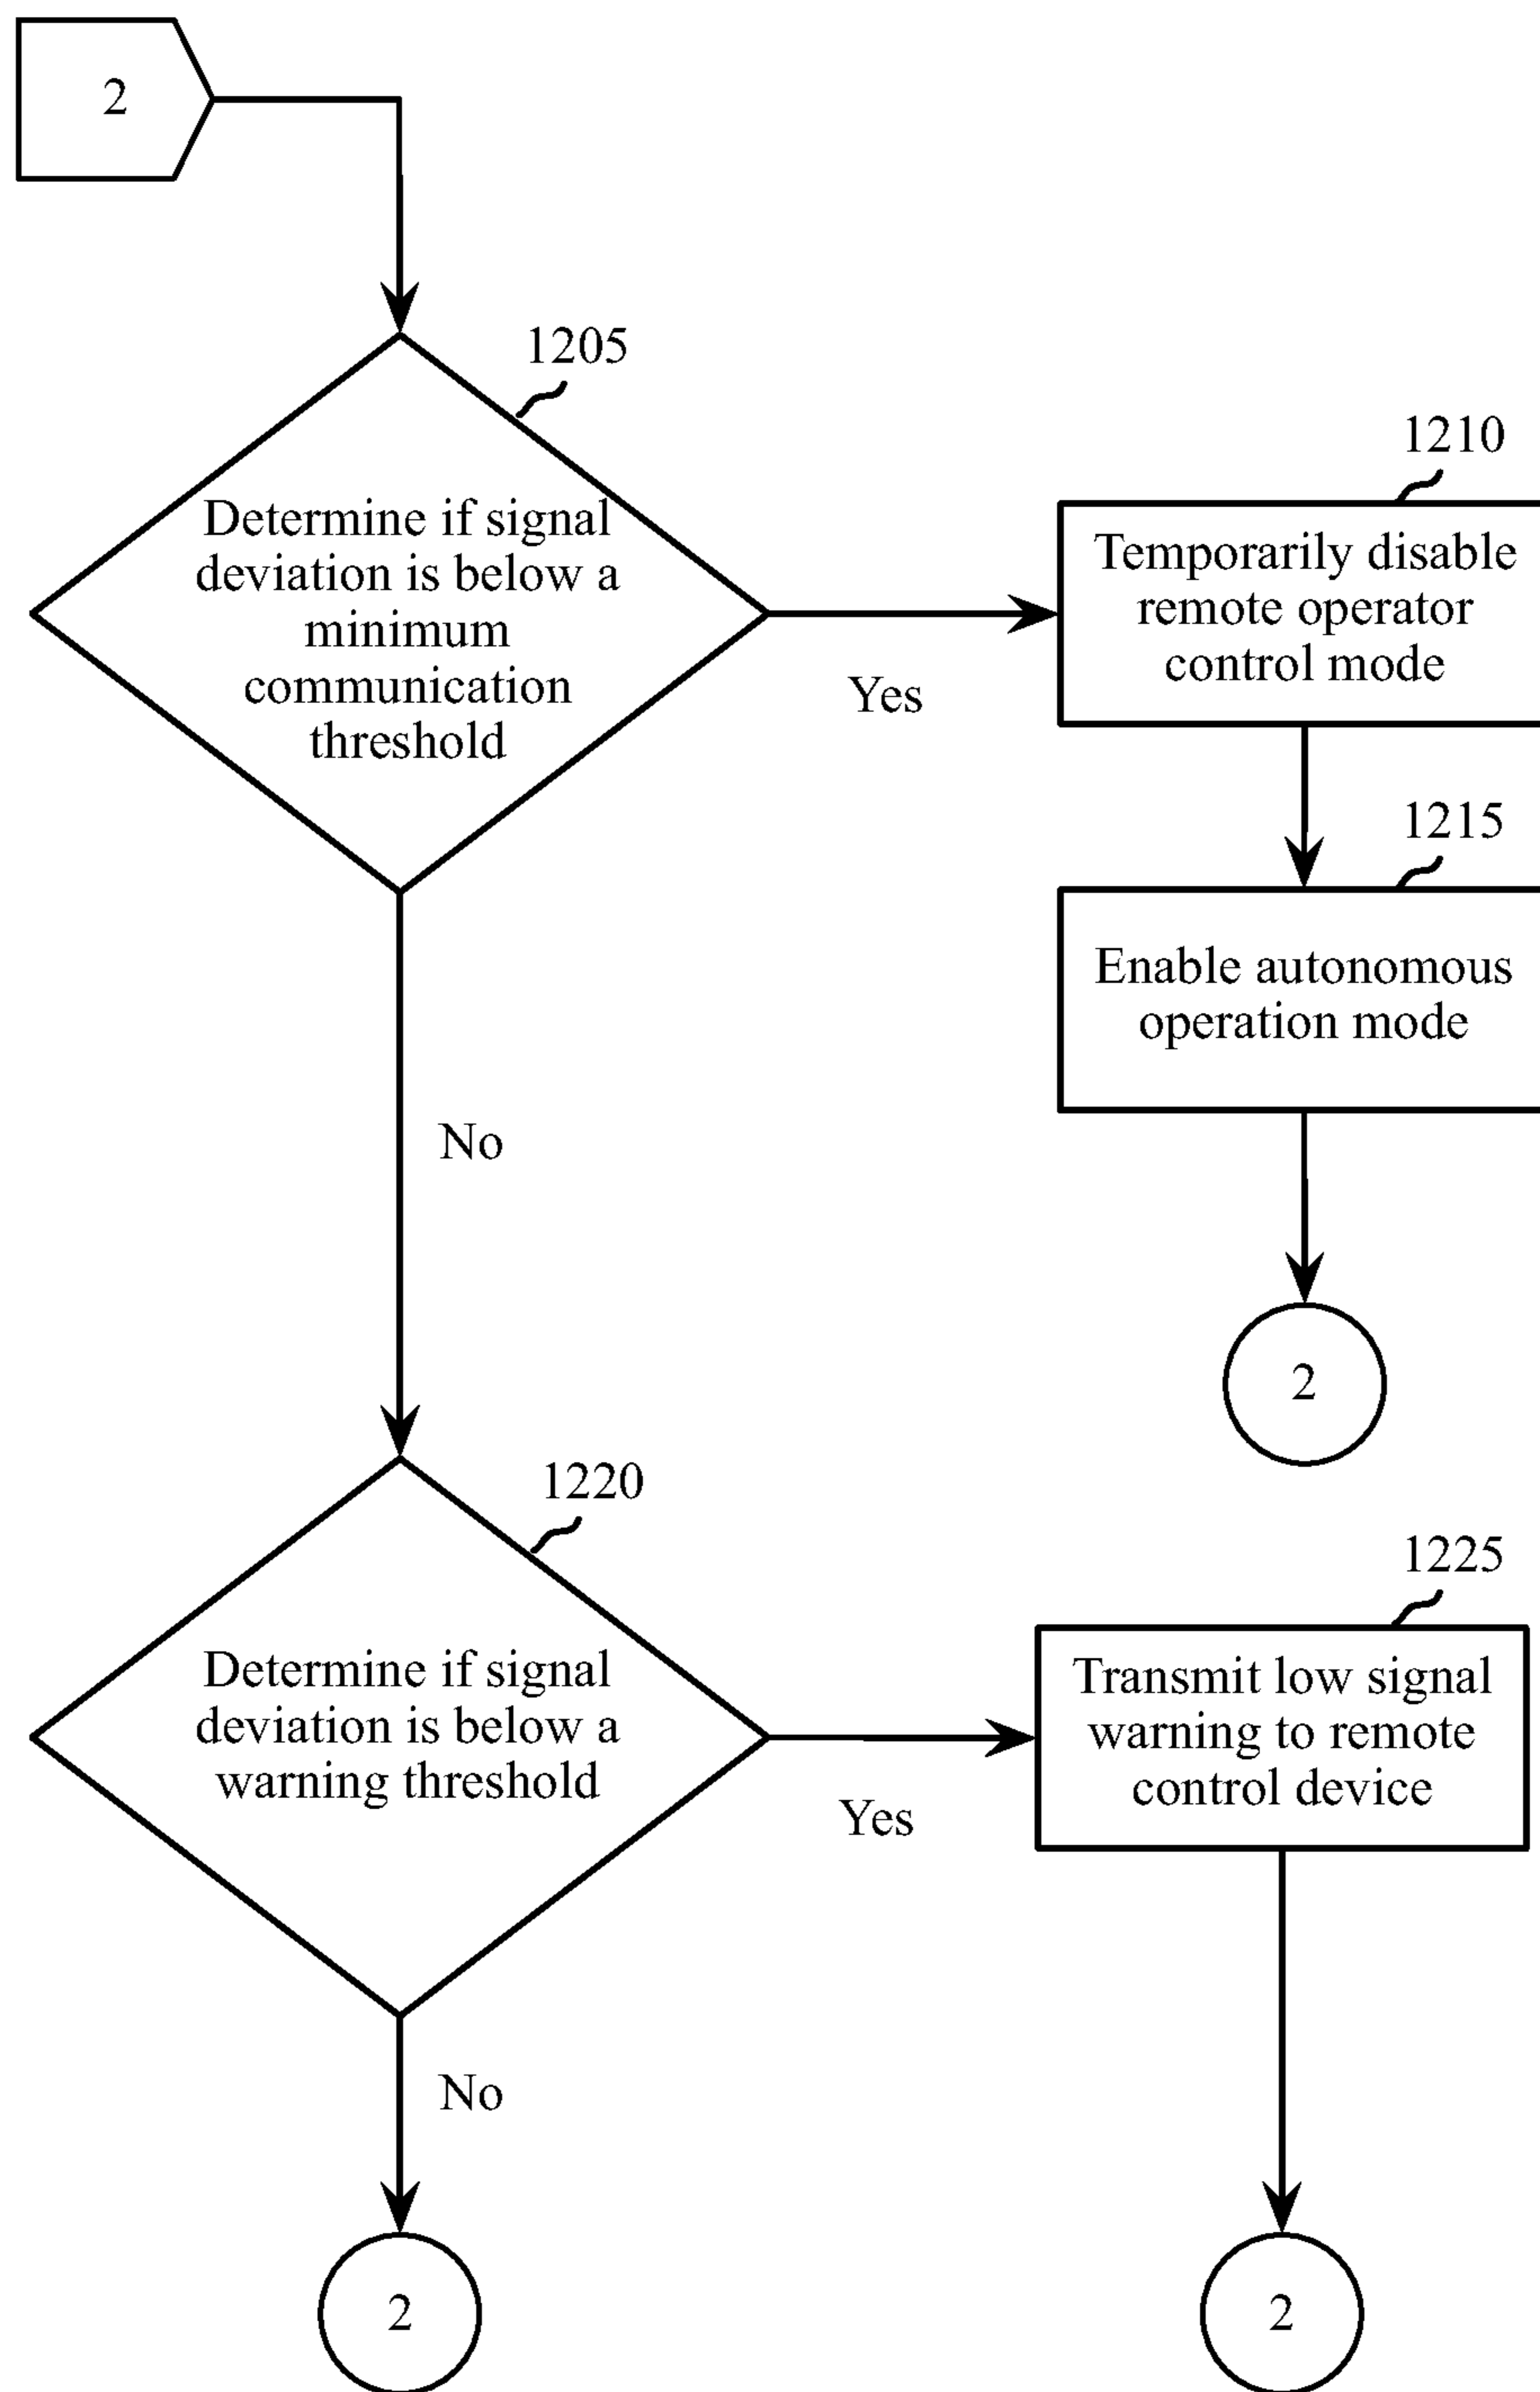 2
1205
Determine if signal
deviation is below a
minimum
communication
threshold
Yes
1210
Temporarily disable
remote operator
control mode
1215
Enable autonomous
operation mode
2
No
1220
Determine if signal
deviation is below a
warning threshold
Yes
1225
Transmit low signal
warning to remote
control device
No
2
2